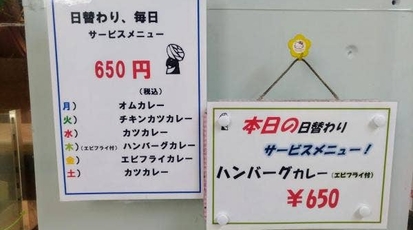 日替わり、毎日
サービスメニュー
650円
(税込)
月) オムカレー
火) チキンカツカレー
水) カツカレー
木) (エビフライ付) ハンバーグカレー
金) エビフライカレー
土) カツカレー
本日の日替わり
サービスメニュー！
ハンバーグカレー (エビフライ付)
￥650